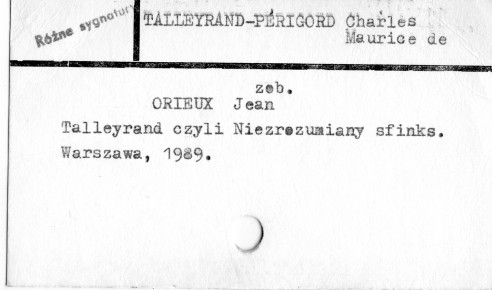 Różne sygnatury
TALLEYRAND-PÉRIGORD Charles
Maurice de
zob.
ORIEUX Jean
Talleyrand czyli Niezrozumiany sfinks.
Warszawa, 1989.